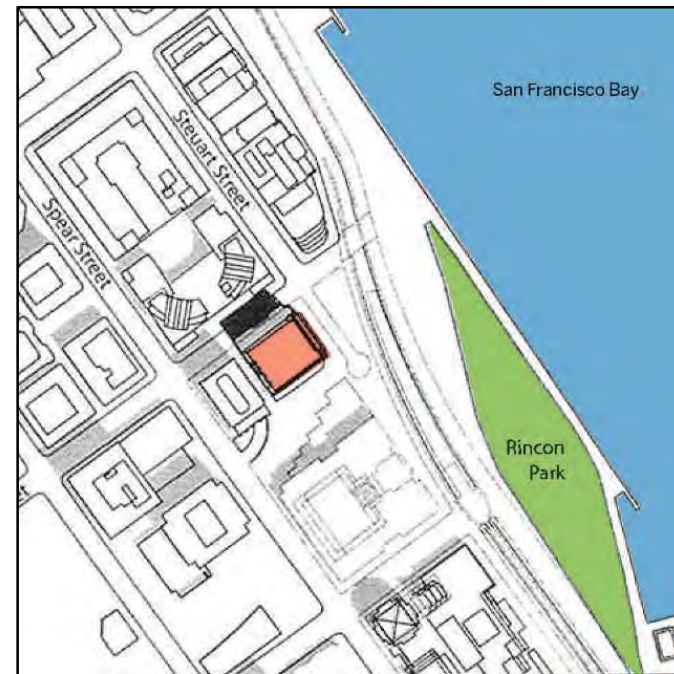 San Francisco Bay
Steuart Street
Spear Street
Rincon
Park